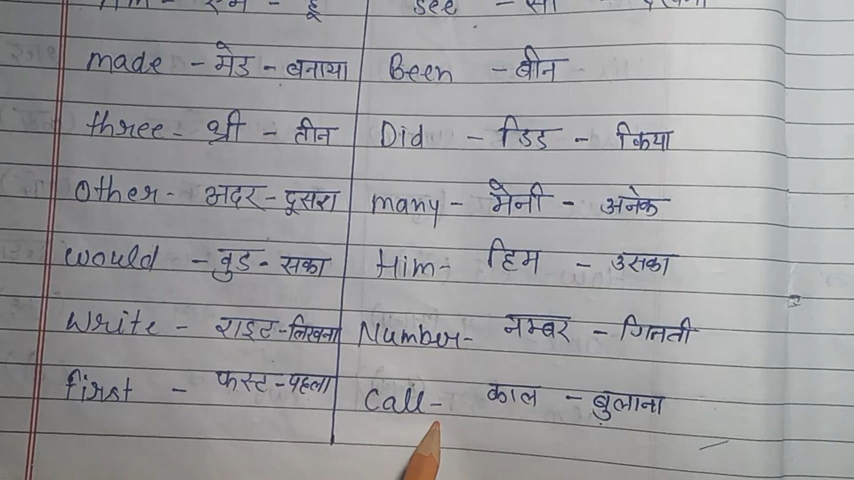 see
made - मेड - बनाया
Been - बीन
three - थ्री - तीन
Did - डिड - किया
other - अदर - दूसरा
many - मैनी - अनेक
would - वुड - सका
Him - हिम - उसका
write - राइट - लिखना
Number - नम्बर - गिनती
first - फस्ट - पहला
Call - काल - बुलाना